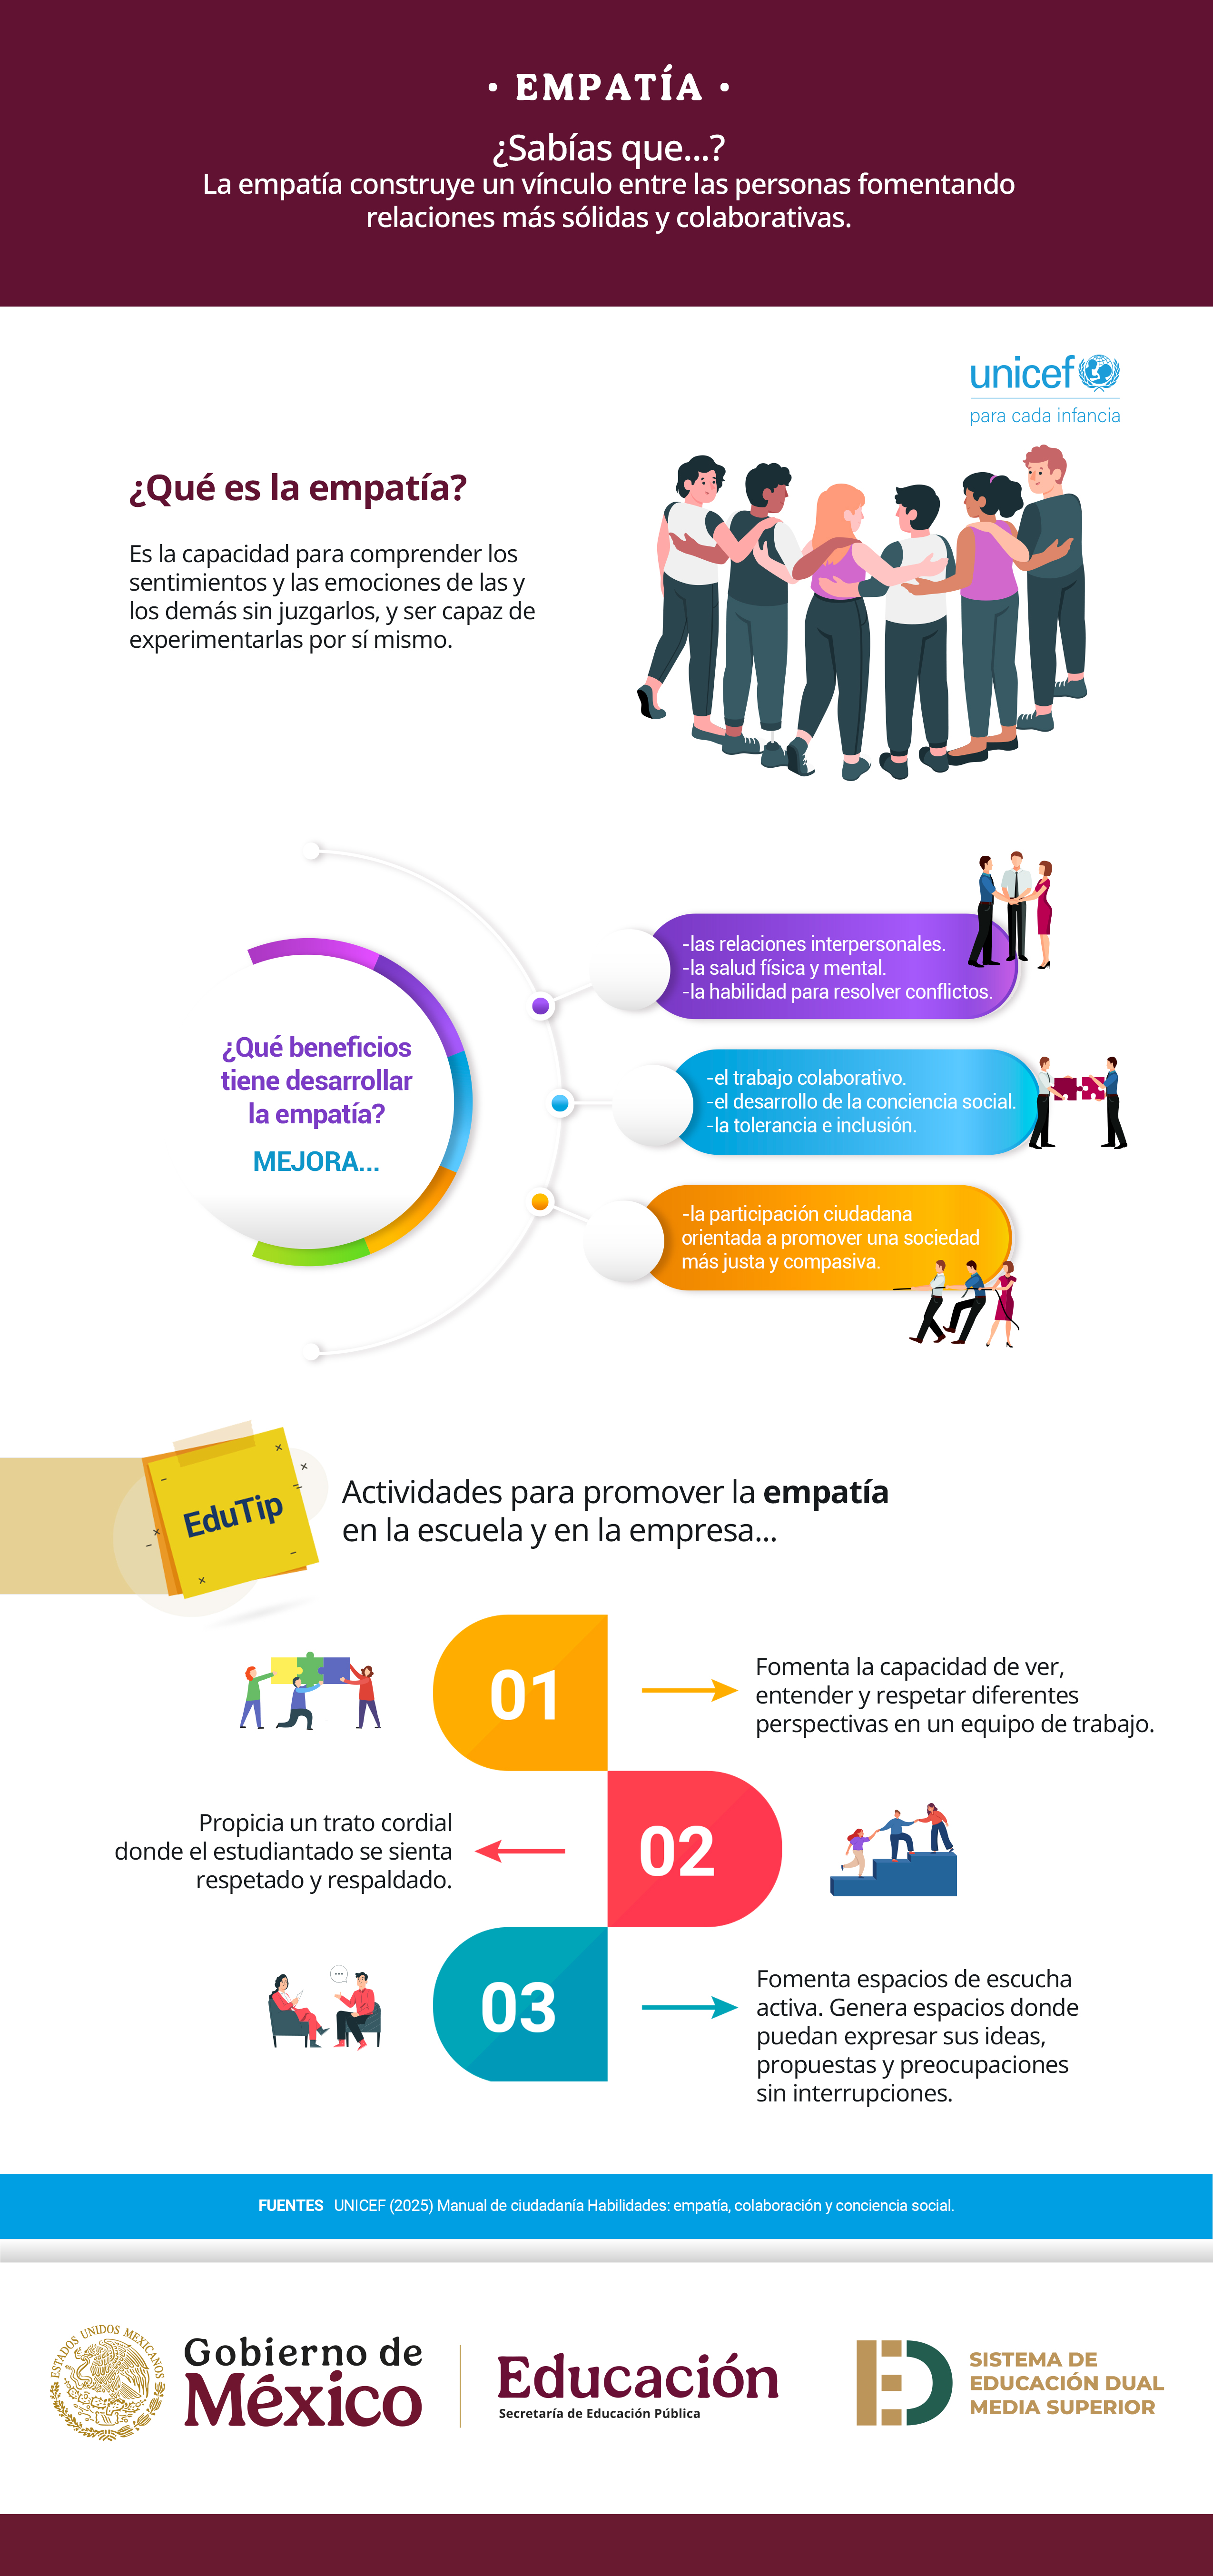 · EMPATÍA ·
¿Sabías que...?
La empatía construye un vínculo entre las personas fomentando
relaciones más sólidas y colaborativas.
unicef
para cada infancia
¿Qué es la empatía?
Es la capacidad para comprender los
sentimientos y las emociones de las y
los demás sin juzgarlos, y ser capaz de
experimentarlas por sí mismo.
¿Qué beneficios
tiene desarrollar
la empatía?
MEJORA...
-las relaciones interpersonales.
-la salud física y mental.
-la habilidad para resolver conflictos.
-el trabajo colaborativo.
-el desarrollo de la conciencia social.
-la tolerancia e inclusión.
-la participación ciudadana
orientada a promover una sociedad
más justa y compasiva.
EduTip
Actividades para promover la empatía
en la escuela y en la empresa...
01
Fomenta la capacidad de ver,
entender y respetar diferentes
perspectivas en un equipo de trabajo.
02
Propicia un trato cordial
donde el estudiantado se sienta
respetado y respaldado.
03
Fomenta espacios de escucha
activa. Genera espacios donde
puedan expresar sus ideas,
propuestas y preocupaciones
sin interrupciones.
FUENTES UNICEF (2025) Manual de ciudadanía Habilidades: empatía, colaboración y conciencia social.
ESTADOS UNIDOS MEXICANOS
Gobierno de
México
Educación
Secretaría de Educación Pública
ED
SISTEMA DE
EDUCACIÓN DUAL
MEDIA SUPERIOR